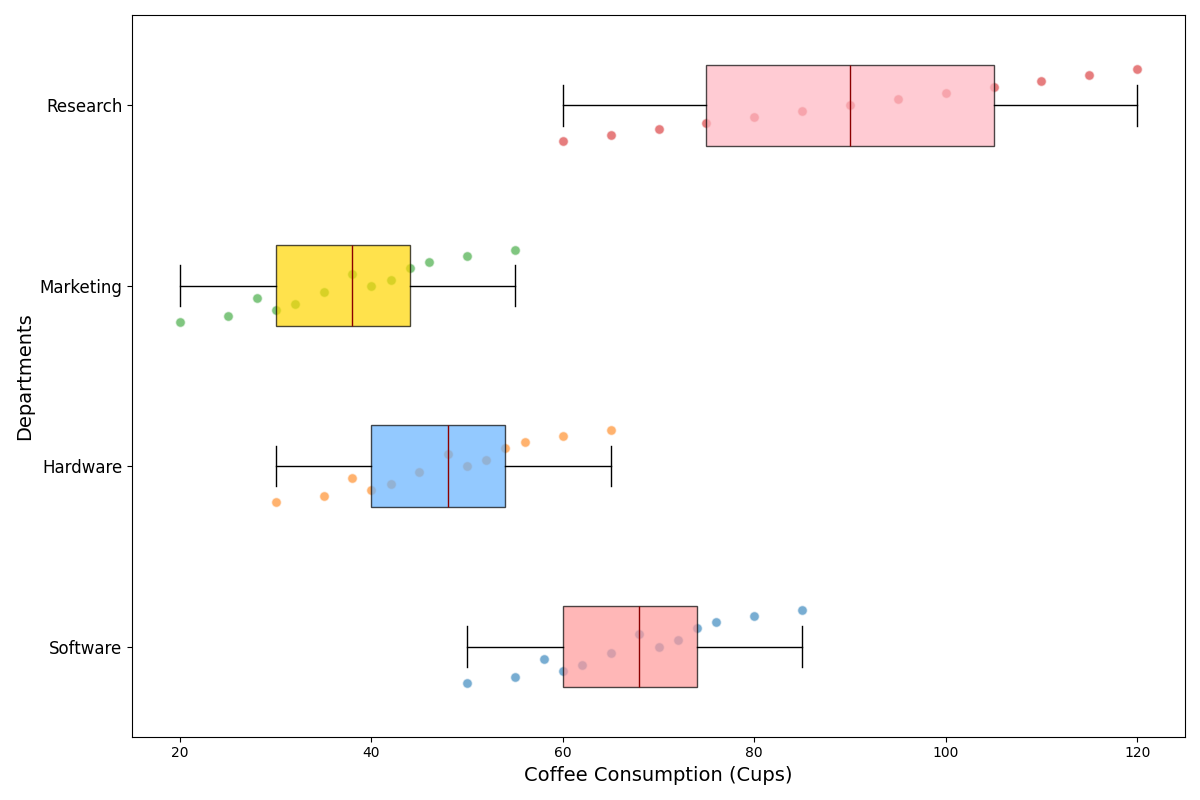 Research
Marketing
Hardware
Software
Departments
20 40 60 80 100 120
Coffee Consumption (Cups)